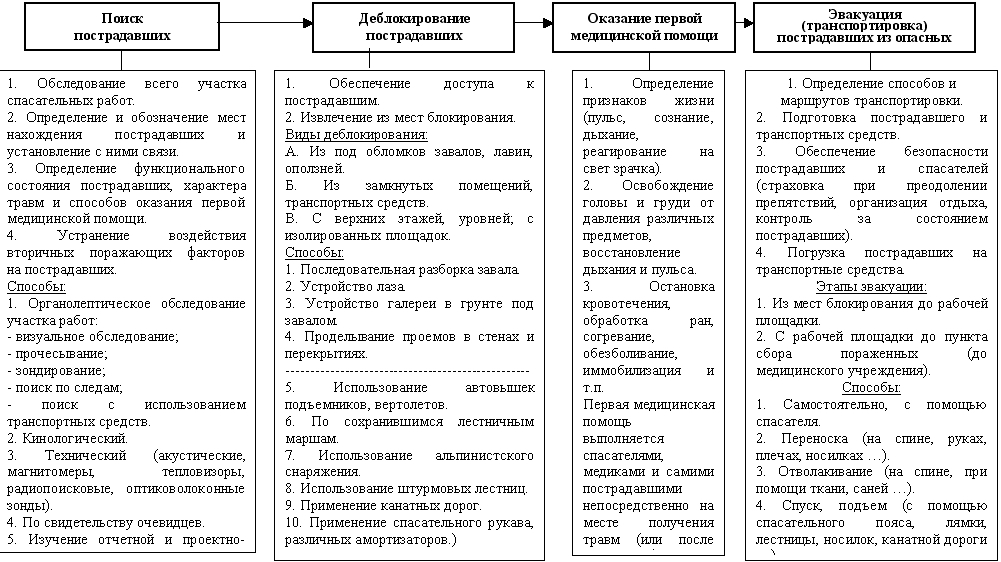 Поиск
пострадавших
Деблокирование
пострадавших
Оказание первой
медицинской помощи
Эвакуация
(транспортировка)
пострадавших из опасных
1. Обследование всего участка
спасательных работ.
2. Определение и обозначение мест
нахождения пострадавших и
установление с ними связи.
3. Определение функционального
состояния пострадавших, характера
травм и способов оказания первой
медицинской помощи.
4. Устранение воздействия
вторичных поражающих факторов
на пострадавших.
Способы:
1. Органолептическое обследование
участка работ:
- визуальное обследование;
- прочесывание;
- зондирование;
- поиск по следам;
- поиск с использованием
транспортных средств.
2. Кинологический.
3. Технический (акустические,
магнитомеры, тепловизоры,
радиопоисковые, оптиковолоконные
зонды).
4. По свидетельству очевидцев.
5. Изучение отчетной и проектно-
1. Обеспечение доступа к
пострадавшим.
2. Извлечение из мест блокирования.
Виды деблокирования:
А. Из под обломков завалов, лавин,
оползней.
Б. Из замкнутых помещений,
транспортных средств.
В. С верхних этажей, уровней; с
изолированных площадок.
Способы:
1. Последовательная разборка завала.
2. Устройство лаза.
3. Устройство галереи в грунте под
завалом.
4. Проделывание проемов в стенах и
перекрытиях.
------------------------------------------------
5. Использование автовышек
подъемников, вертолетов.
6. По сохранившимся лестничным
маршам.
7. Использование альпинистского
снаряжения.
8. Использование штурмовых лестниц.
9. Применение канатных дорог.
10. Применение спасательного рукава,
различных амортизаторов.)
1. Определение
признаков жизни
(пульс, сознание,
дыхание,
реагирование на
свет зрачка).
2. Освобождение
головы и груди от
давления различных
предметов,
восстановление
дыхания и пульса.
3. Остановка
кровотечения,
обработка ран,
согревание,
обезболивание,
иммобилизация и
т.п.
Первая медицинская
помощь
выполняется
спасателями,
медиками и самими
пострадавшими
непосредственно на
месте получения
травм (или после
1. Определение способов и
маршрутов транспортировки.
2. Подготовка пострадавшего и
транспортных средств.
3. Обеспечение безопасности
пострадавших и спасателей
(страховка при преодолении
препятствий, организация отдыха,
контроль за состоянием
пострадавших).
4. Погрузка пострадавших на
транспортные средства.
Этапы эвакуации:
1. Из мест блокирования до рабочей
площадки.
2. С рабочей площадки до пункта
сбора пораженных (до
медицинского учреждения).
Способы:
1. Самостоятельно, с помощью
спасателя.
2. Переноска (на спине, руках,
плечах, носилках …).
3. Отволакивание (на спине, при
помощи ткани, саней …).
4. Спуск, подъем (с помощью
спасательного пояса, лямки,
лестницы, носилок, канатной дороги